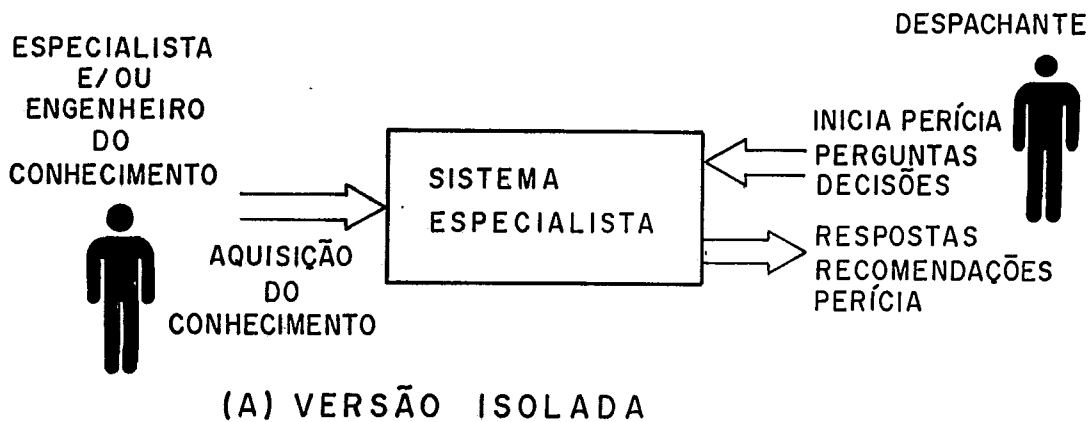 ESPECIALISTA
E/OU
ENGENHEIRO
DO
CONHECIMENTO
AQUISIÇÃO
DO
CONHECIMENTO
SISTEMA
ESPECIALISTA
DESPACHANTE
INICIA PERÍCIA
PERGUNTAS
DECISÕES
RESPOSTAS
RECOMENDAÇÕES
PERÍCIA
(A) VERSÃO ISOLADA